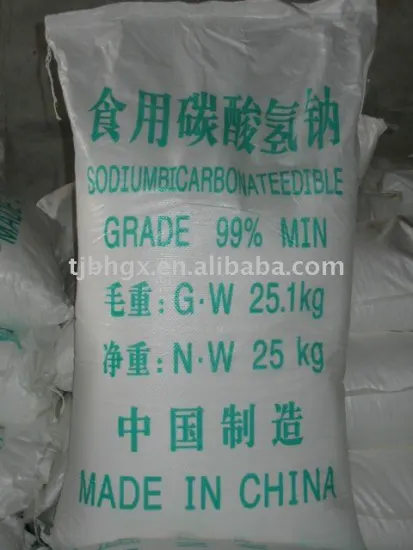 食用碳酸氢钠
SODIUMBICARBONATEEDIBLE
GRADE 99% MIN
tjbhgx.en.alibaba.com
毛重:G·W 25.1kg
净重:N·W 25 kg
中国制造
MADE IN CHINA